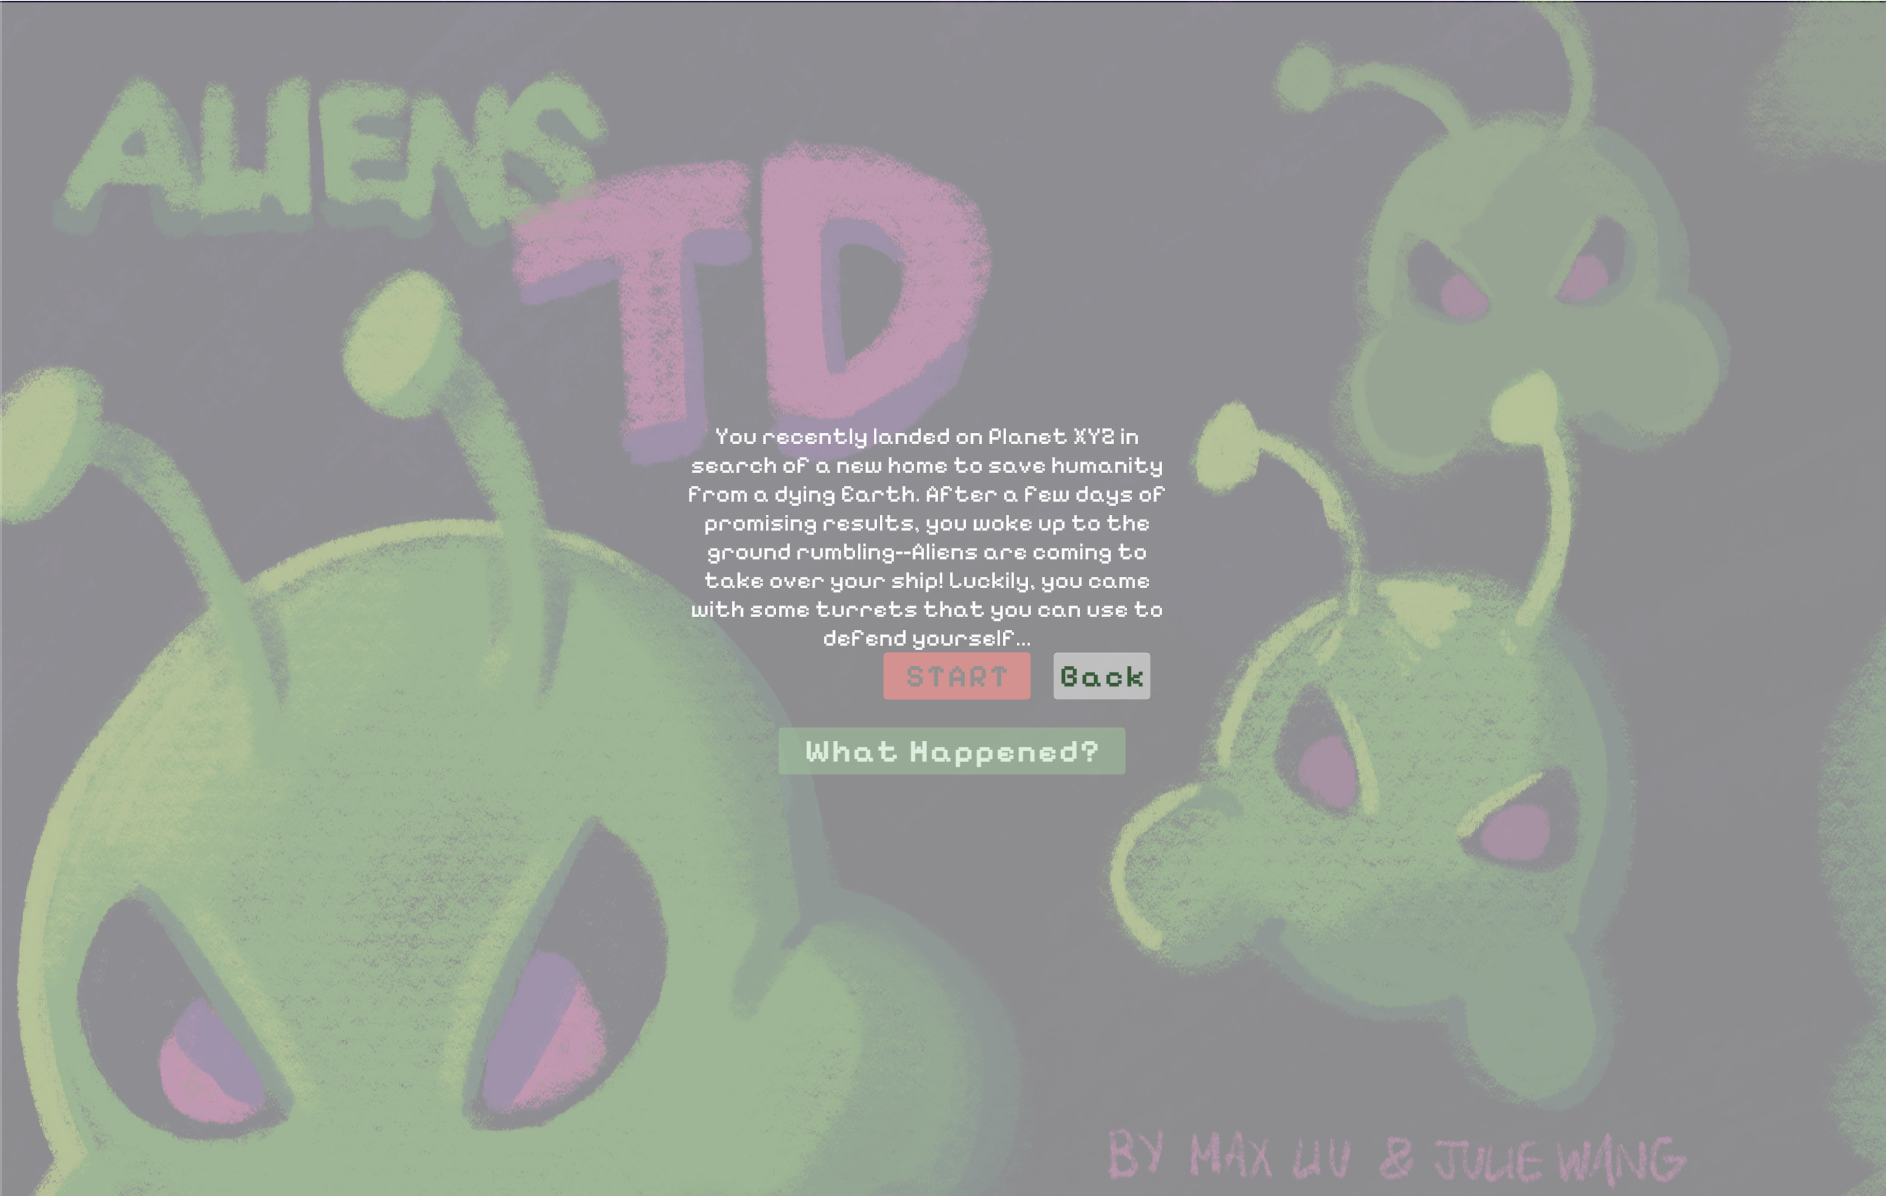 ALIENS
TD
You recently landed on Planet XYZ in
search of a new home to save humanity
from a dying Earth. After a few days of
promising results, you woke up to the
ground rumbling--Aliens are coming to
take over your ship! Luckily, you came
with some turrets that you can use to
defend yourself...
START Back
What Happened?
BY MAX LIU & JULIE WANG